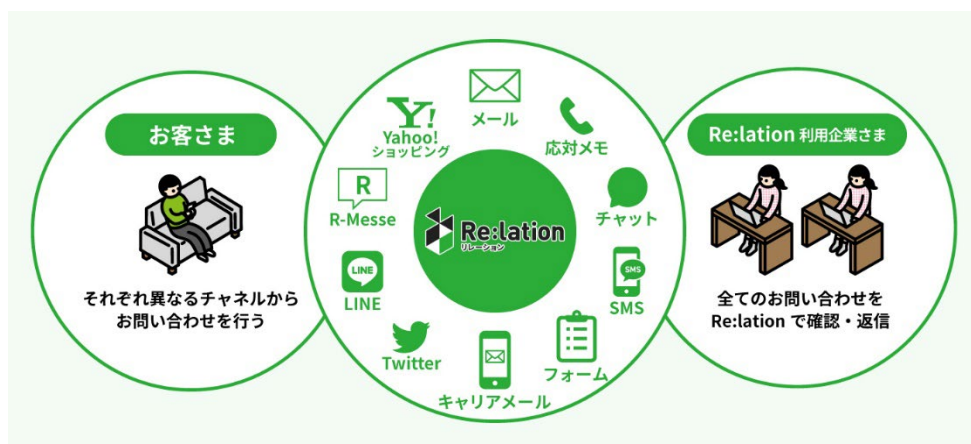 お客さま
それぞれ異なるチャネルから
お問い合わせを行う
メール
応対メモ
チャット
SMS
SMS
フォーム
キャリアメール
Twitter
LINE
LINE
R
R-Messe
Y!
Yahoo!
ショッピング
Re:lation
リレーション
Re:lation 利用企業さま
全てのお問い合わせを
Re:lation で確認・返信